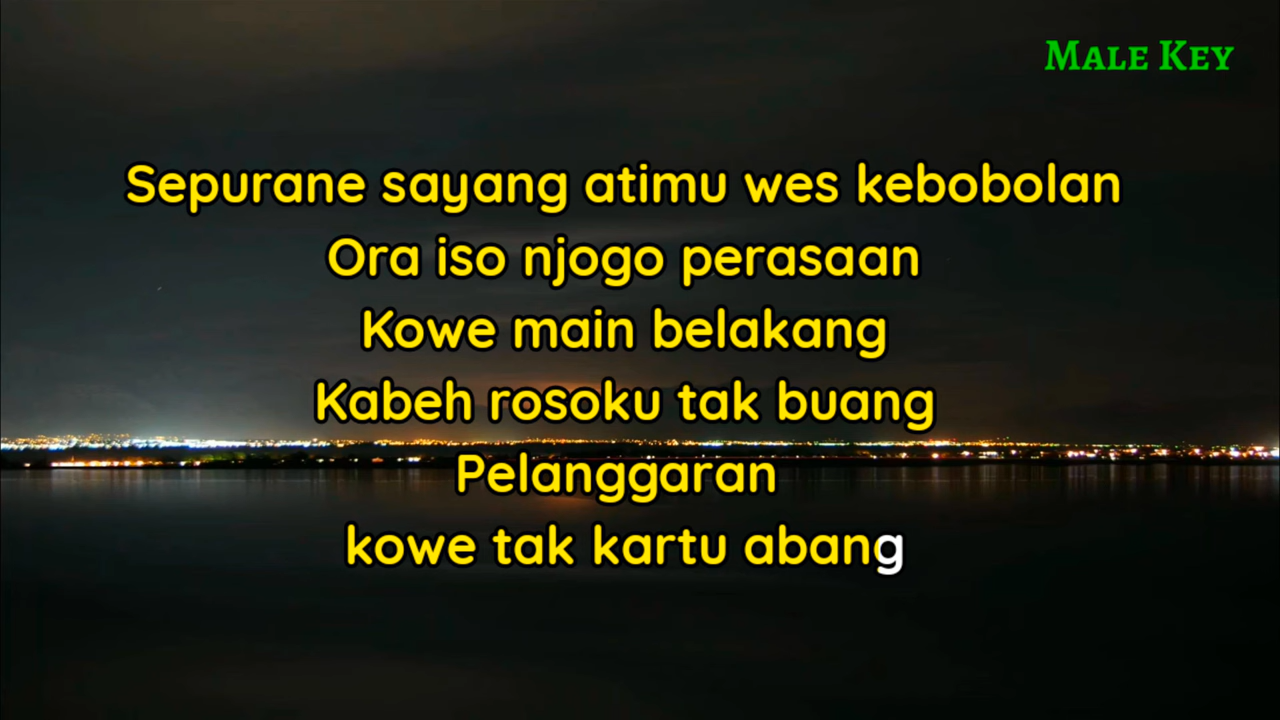 Male Key
Sepurane sayang atimu wes kebobolan
Ora iso njogo perasaan
Kowe main belakang
Kabeh rosoku tak buang
Pelanggaran
kowe tak kartu abang